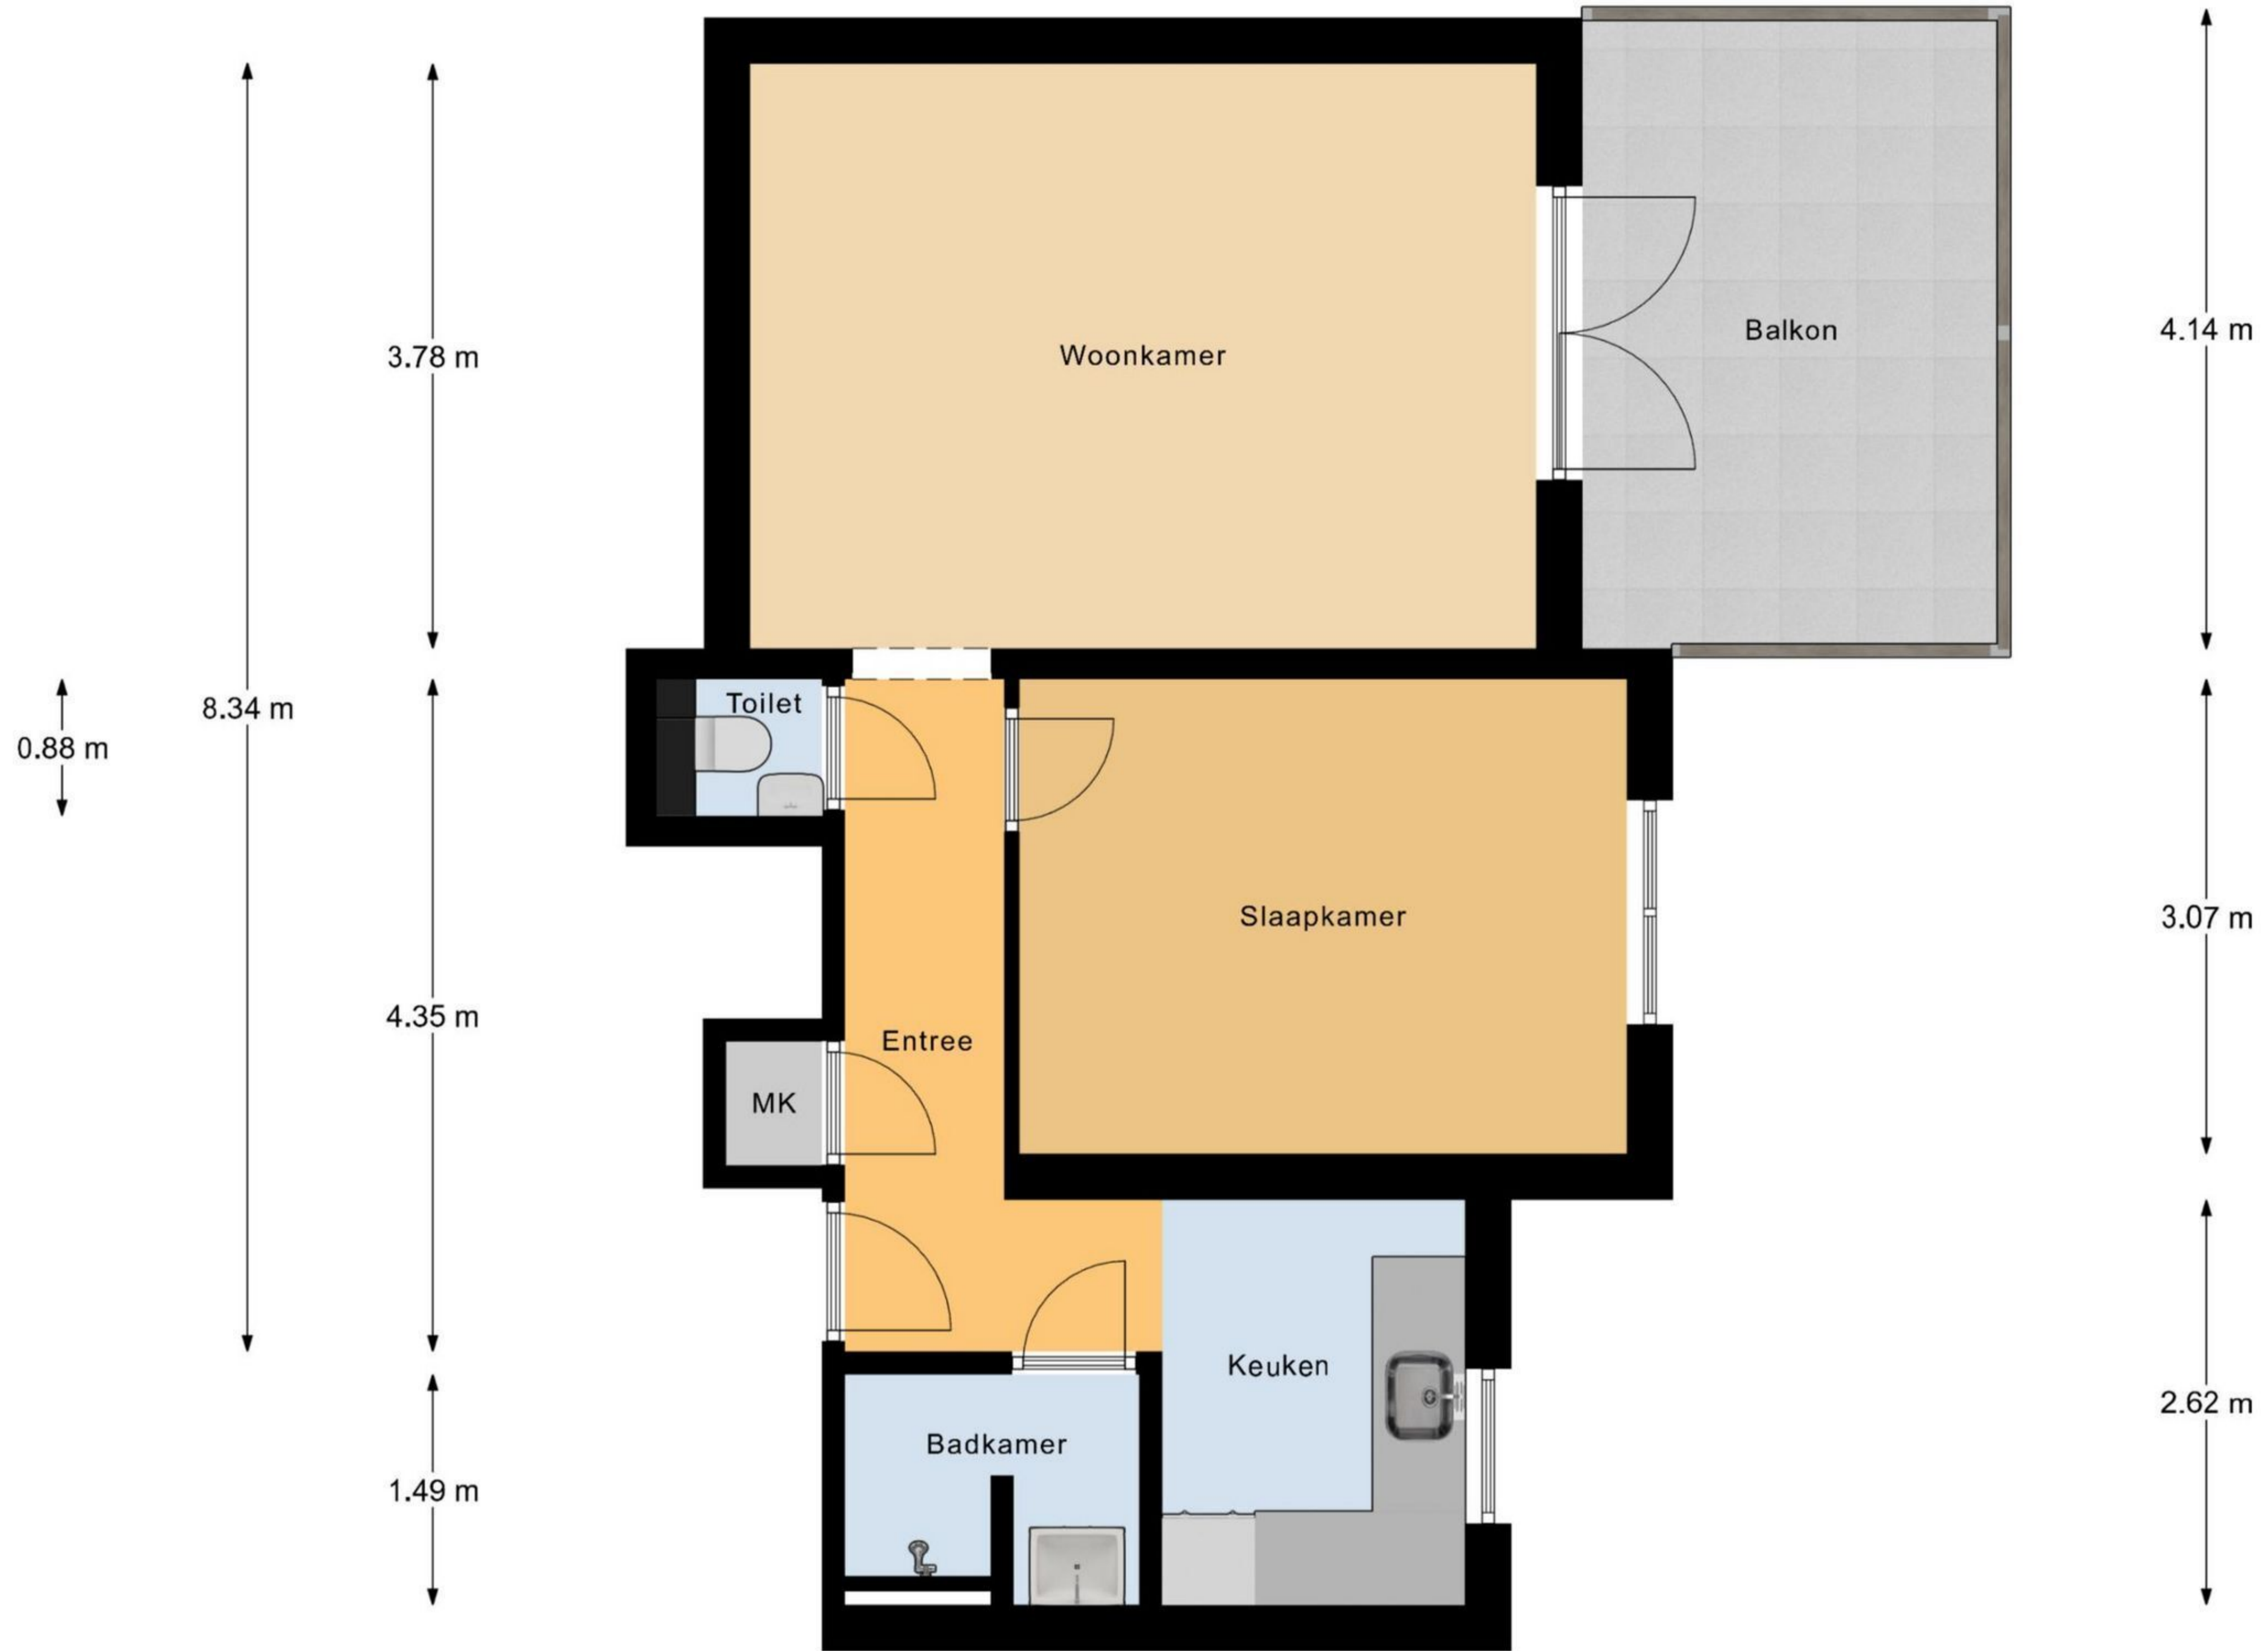 Woonkamer
Balkon
4.14 m
3.78 m
8.34 m
Toilet
0.88 m
Slaapkamer
3.07 m
4.35 m
Entree
MK
Keuken
2.62 m
Badkamer
1.49 m